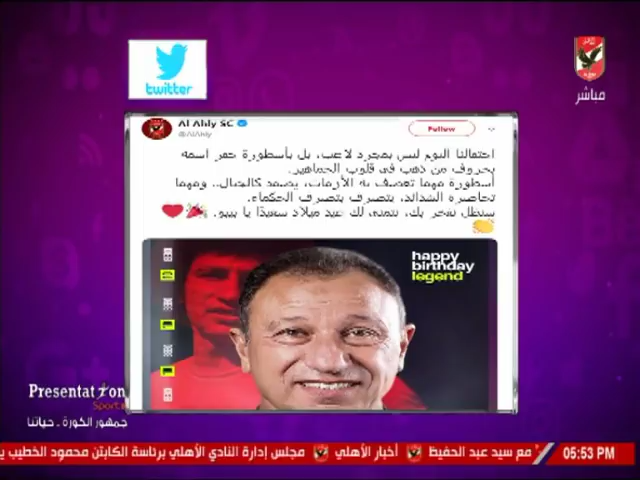 twitter
مباشر
Al Ahly SC
@AlAhly
Follow
احتفالنا اليوم ليس بمجرد لاعب، بل بأسطورة حفر اسمه
بحروف من ذهب في قلوب الجماهير.
أسطورة مهما تعصف به الأزمات، يصمد كالجبال.. ومهما
تحاصره الشدائد، يتصرف بتصرف الحكماء.
سنظل نفخر بك، نتمنى لك عيد ميلاد سعيدًا يا بيبو.
happy
birthday
legend
Presentation
Sports
جمهور الكورة - حياتنا
مع سيد عبد الحفيظ أخبار الأهلي مجلس إدارة النادي الأهلي برئاسة الكابتن محمود الخطيب
05:53 PM